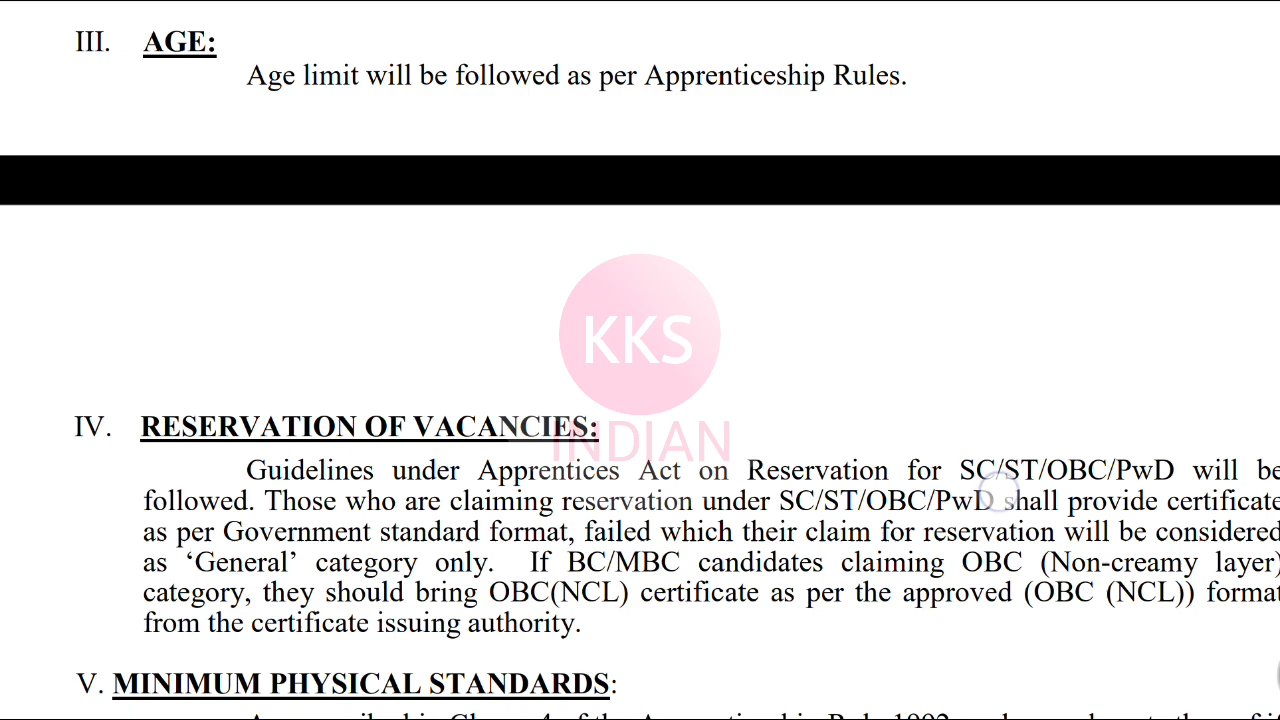 III. AGE:
Age limit will be followed as per Apprenticeship Rules.
KKS
INDIAN
IV. RESERVATION OF VACANCIES:
Guidelines under Apprentices Act on Reservation for SC/ST/OBC/PwD will be
followed. Those who are claiming reservation under SC/ST/OBC/PwD shall provide certificate
as per Government standard format, failed which their claim for reservation will be considered
as ‘General’ category only. If BC/MBC candidates claiming OBC (Non-creamy layer)
category, they should bring OBC(NCL) certificate as per the approved (OBC (NCL)) format
from the certificate issuing authority.
V. MINIMUM PHYSICAL STANDARDS: